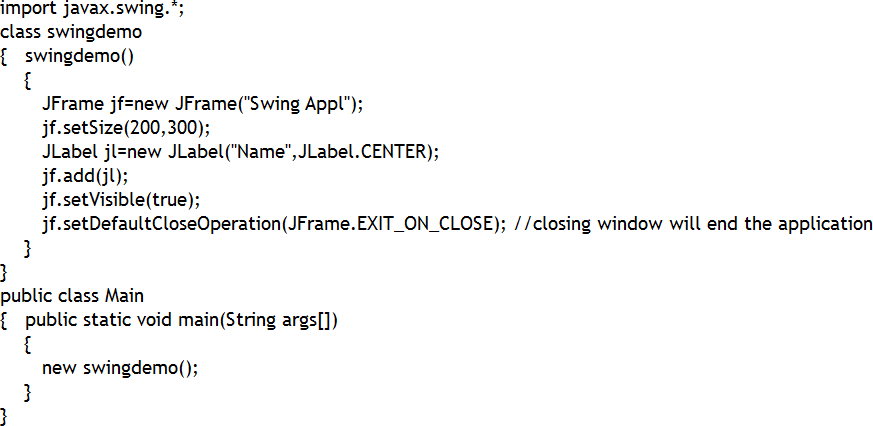 import javax.swing.*;
class swingdemo
{   swingdemo()
{
JFrame jf=new JFrame("Swing Appl");
jf.setSize(200,300);
JLabel jl=new JLabel("Name",JLabel.CENTER);
jf.add(jl);
jf.setVisible(true);
jf.setDefaultCloseOperation(JFrame.EXIT_ON_CLOSE); //closing window will end the application
}
}
public class Main
{   public static void main(String args[])
{
new swingdemo();
}
}